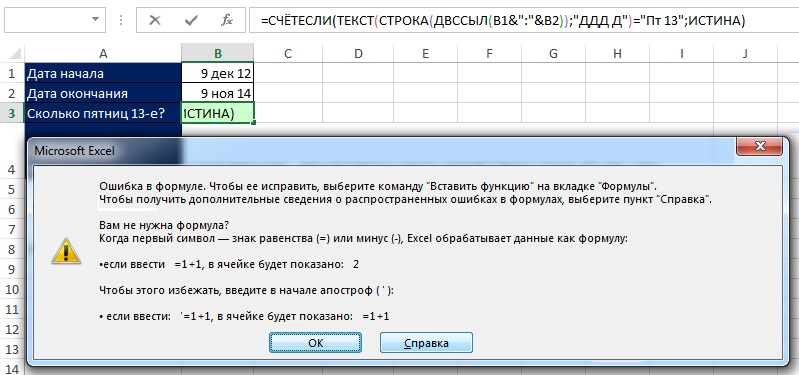 =СЧЁТЕСЛИ(ТЕКСТ(СТРОКА(ДВССЫЛ(B1&":"&B2));"ДДД Д")="Пт 13";ИСТИНА)
A B C D E F G H I J
1 Дата начала 9 дек 12
2 Дата окончания 9 ноя 14
3 Сколько пятниц 13-е? ІСТИНА)
Microsoft Excel
4
Ошибка в формуле. Чтобы ее исправить, выберите команду "Вставить функцию" на вкладке "Формулы".
5
Чтобы получить дополнительные сведения о распространенных ошибках в формулах, выберите пункт "Справка".
6
Вам не нужна формула?
7
Когда первый символ — знак равенства (=) или минус (-), Excel обрабатывает данные как формулу:
8
•если ввести =1+1, в ячейке будет показано: 2
9
Чтобы этого избежать, введите в начале апостроф ( ' ):
10
• если ввести: '=1+1, в ячейке будет показано: =1+1
11
12
ОК Справка
13
14